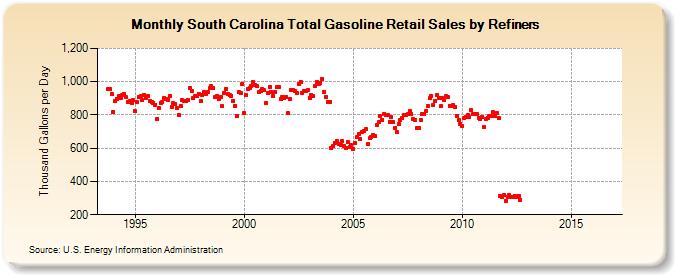 Monthly South Carolina Total Gasoline Retail Sales by Refiners
Thousand Gallons per Day
1,200
1,000
800
600
400
200
1995 2000 2005 2010 2015
Source: U.S. Energy Information Administration